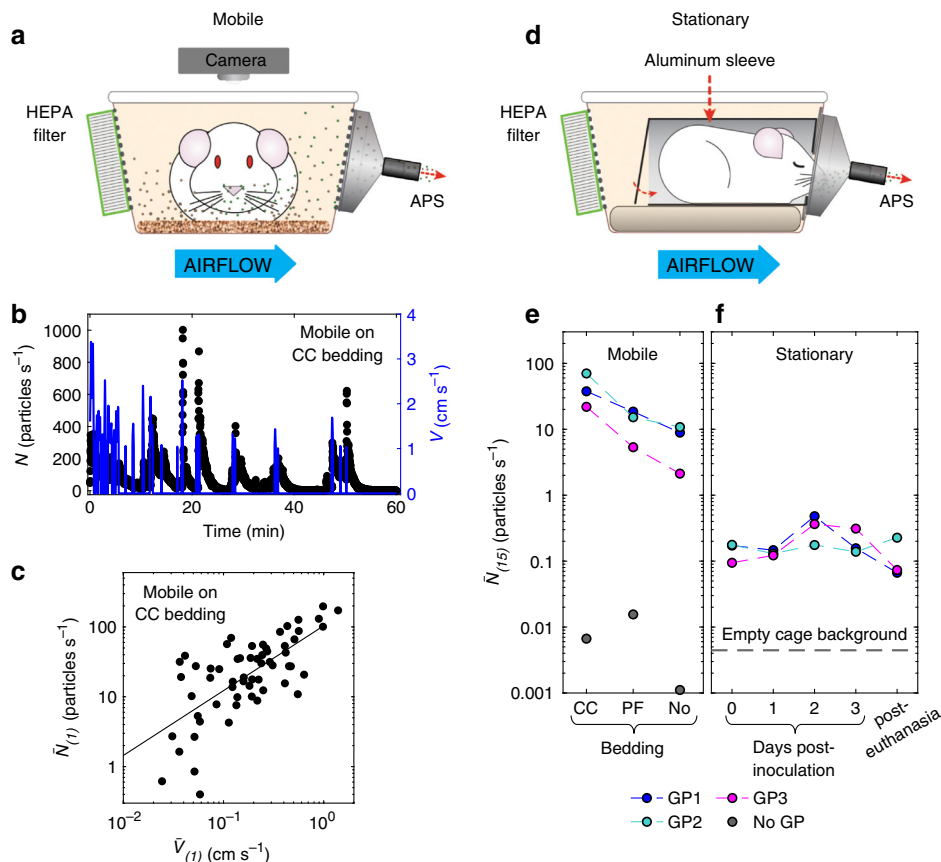 Mobile
a
Camera
HEPA
filter
APS
AIRFLOW
Stationary
d
Aluminum sleeve
HEPA
filter
APS
AIRFLOW
b
Mobile on
CC bedding
N (particles s⁻¹)
1000
800
600
400
200
0
V (cm s⁻¹)
4
3
2
1
0
0 20 40 60
Time (min)
c
Mobile on
CC bedding
N̄(1) (particles s⁻¹)
100
10
1
10⁻² 10⁻¹ 10⁰
V̄(1) (cm s⁻¹)
e
Mobile
N̄(15) (particles s⁻¹)
100
10
1
0.1
0.01
0.001
CC PF No
Bedding
f
Stationary
Empty cage background
0 1 2 3 post-
euthanasia
Days post-
inoculation
GP1 GP3
GP2 No GP